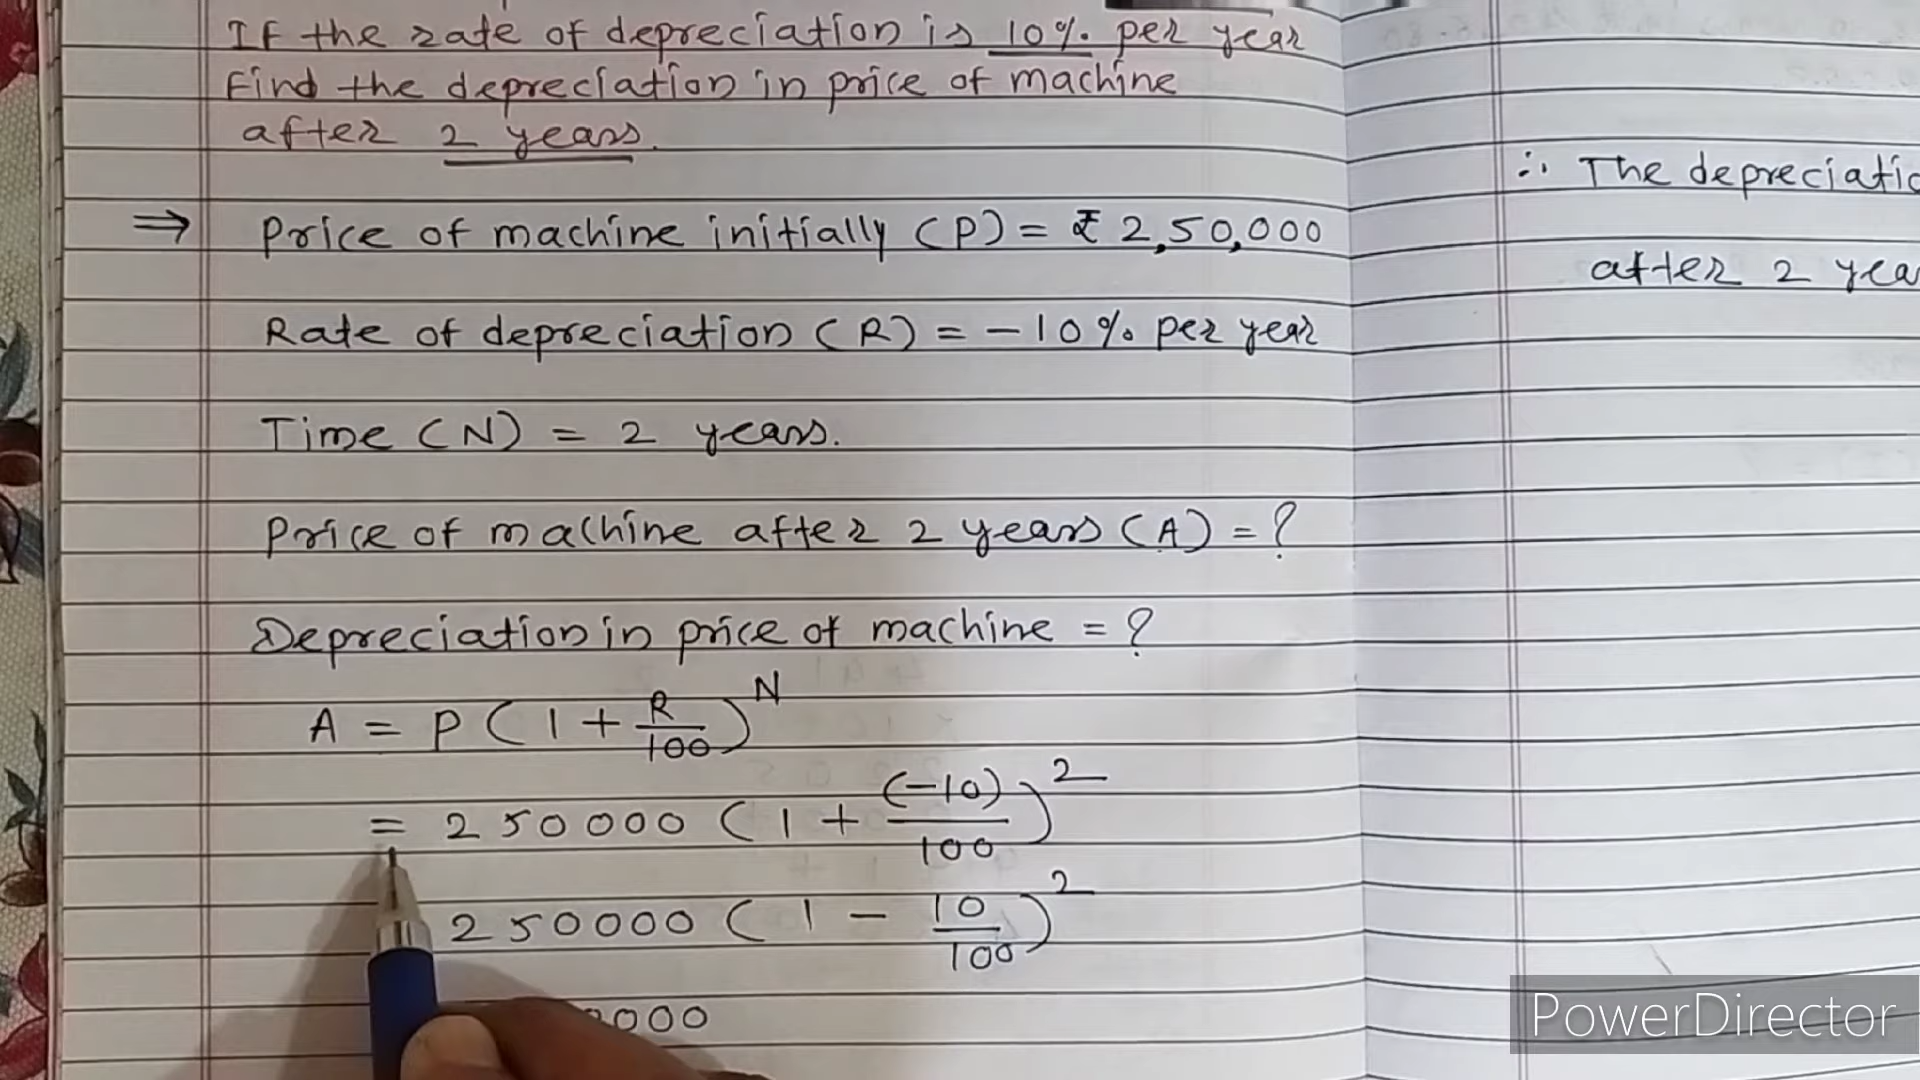 If the rate of depreciation is 10% per year
Find the depreciation in price of machine
after 2 years.
∴ The
after 2
⇒ Price of machine initially (P) = ₹ 2,50,000
Rate of depreciation (R) = -10% per year
Time (N) = 2 years.
Price of machine after 2 years (A) = ?
Depreciation in price of machine = ?
A = P (1 + R/100)^N
= 250000 (1 + (-10)/100)^2
250000 (1 - 10/100)^2
000
PowerDirector